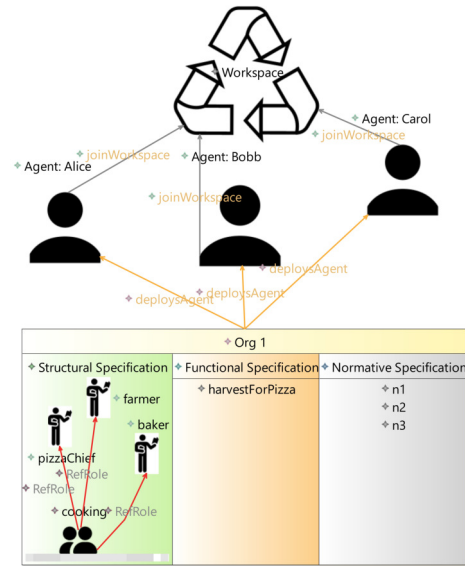 Workspace
Agent: Carol
joinWorkspace
joinWorkspace
Agent: Bobb
Agent: Alice
joinWorkspace
deploysAgent
deploysAgent
deploysAgent
Org 1
Structural Specification
Functional Specification
Normative Specification
harvestForPizza
n1
n2
n3
farmer
baker
pizzaChief
RefRole
RefRole
cooking
RefRole